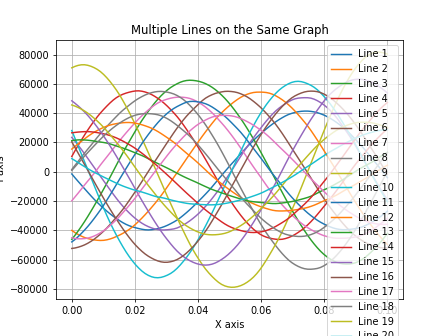 Multiple Lines on the Same Graph
80000
60000
40000
20000
0
−20000
−40000
−60000
−80000
0.00
0.02
0.04
0.06
X axis
Line 1
Line 2
Line 3
Line 4
Line 5
Line 6
Line 7
Line 8
Line 9
Line 10
Line 11
Line 12
Line 13
Line 14
Line 15
Line 16
Line 17
Line 18
Line 19
Line 20